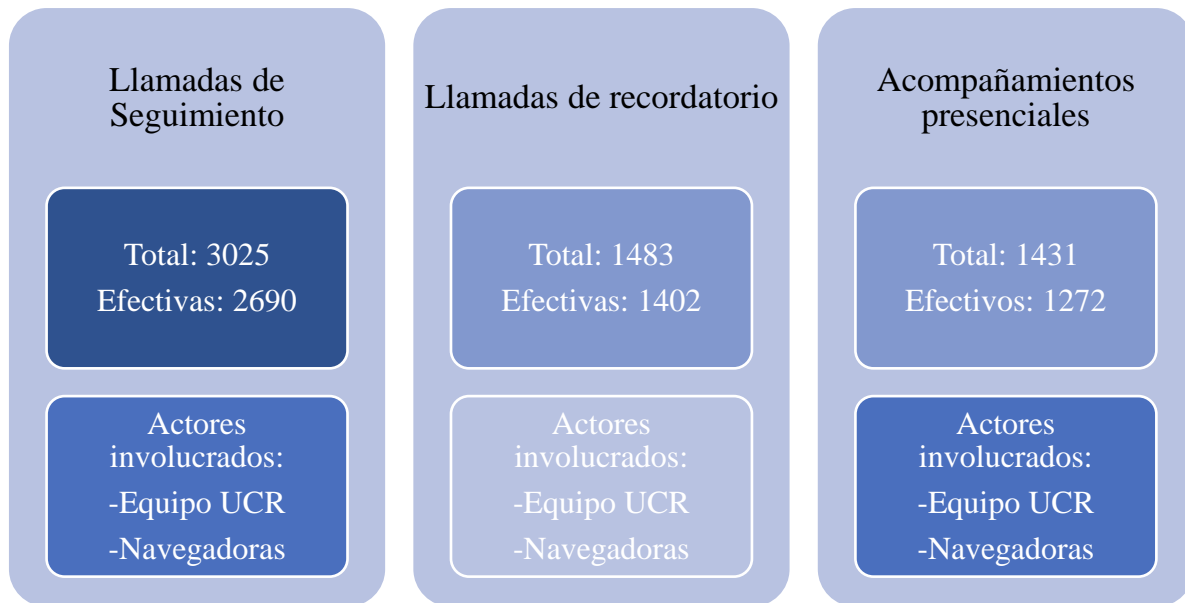 Llamadas de
Seguimiento
Total: 3025
Efectivas: 2690
Actores
involucrados:
-Equipo UCR
-Navegadoras
Llamadas de recordatorio
Total: 1483
Efectivas: 1402
Actores
involucrados:
-Equipo UCR
-Navegadoras
Acompañamientos
presenciales
Total: 1431
Efectivos: 1272
Actores
involucrados:
-Equipo UCR
-Navegadoras